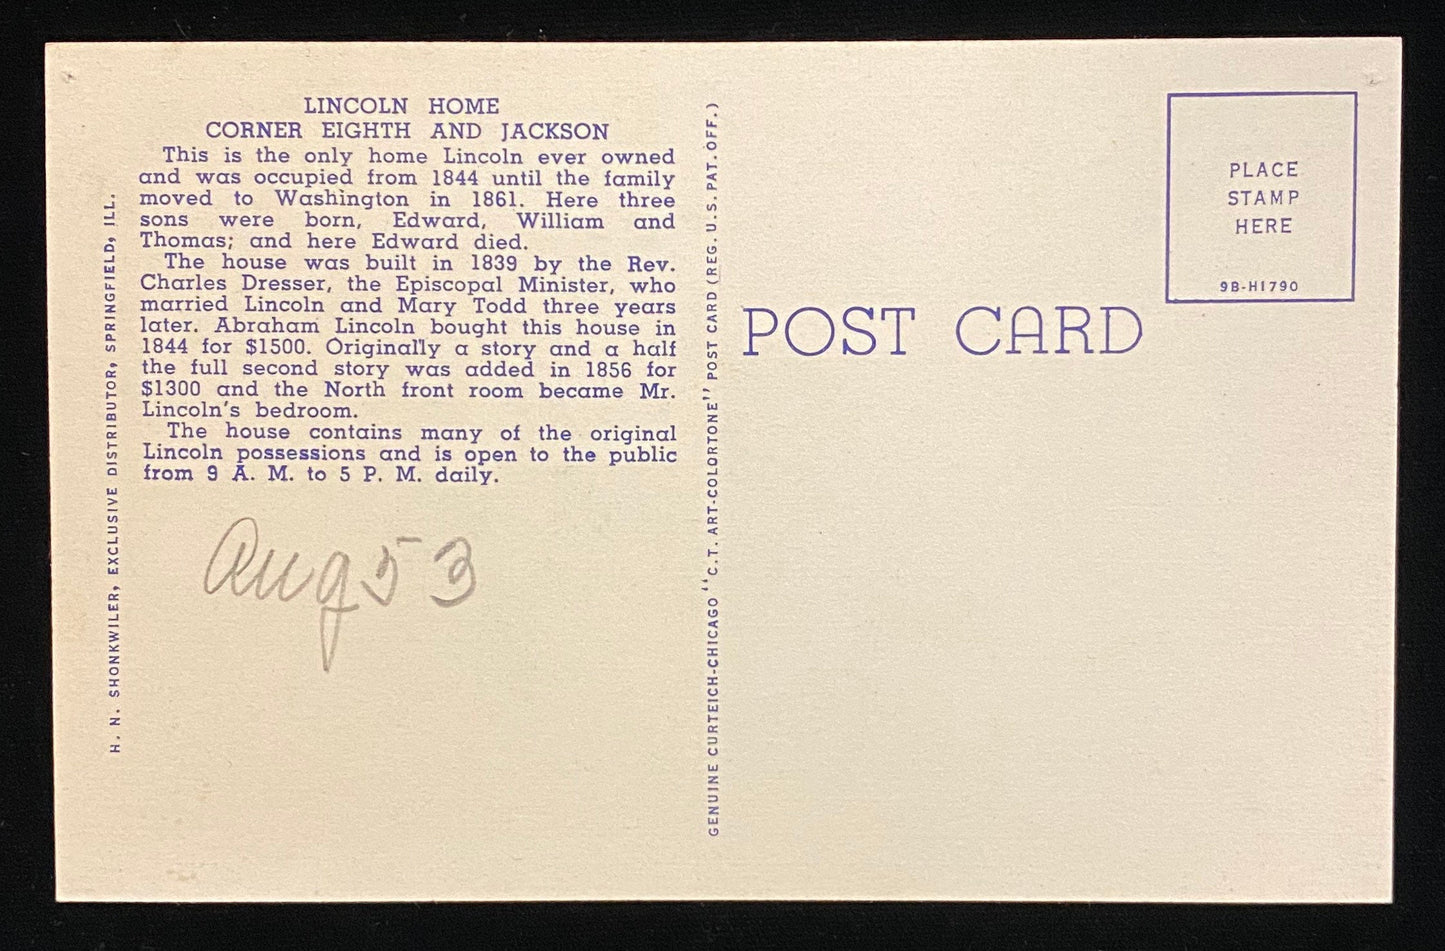 LINCOLN HOME
CORNER EIGHTH AND JACKSON
This is the only home Lincoln ever owned
and was occupied from 1844 until the family
moved to Washington in 1861. Here three
sons were born, Edward, William and
Thomas; and here Edward died.
The house was built in 1839 by the Rev.
Charles Dresser, the Episcopal Minister, who
married Lincoln and Mary Todd three years
later. Abraham Lincoln bought this house in
1844 for $1500. Originally a story and a half
the full second story was added in 1856 for
$1300 and the North front room became Mr.
Lincoln's bedroom.
The house contains many of the original
Lincoln possessions and is open to the public
from 9 A. M. to 5 P. M. daily.
Aug 53
H. N. SHONKWILER, EXCLUSIVE DISTRIBUTOR, SPRINGFIELD, ILL.
GENUINE CURTEICH-CHICAGO "C.T. ART-COLORTONE" POST CARD (REG. U.S. PAT. OFF.)
POST CARD
PLACE
STAMP
HERE
9B-H1790